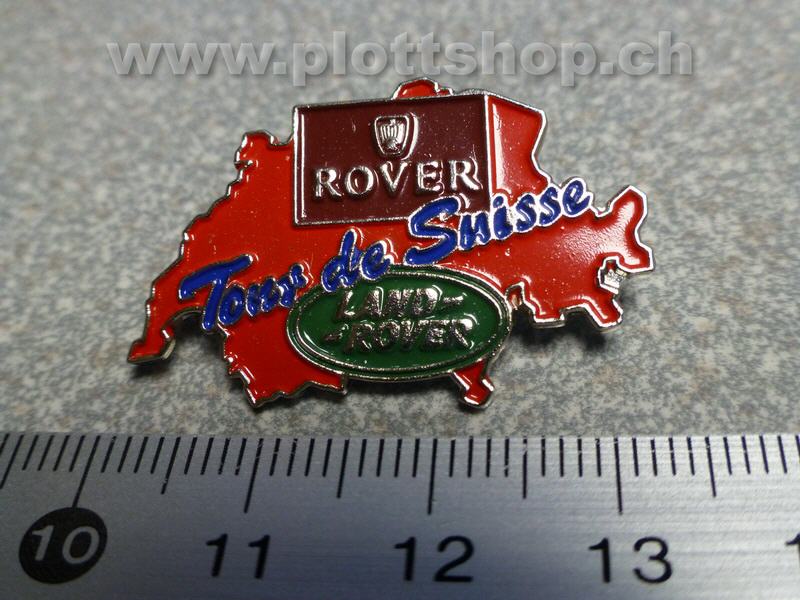 www.plottshop.ch
ROVER
Tour de Suisse
LAND-
-ROVER
10 11 12 13